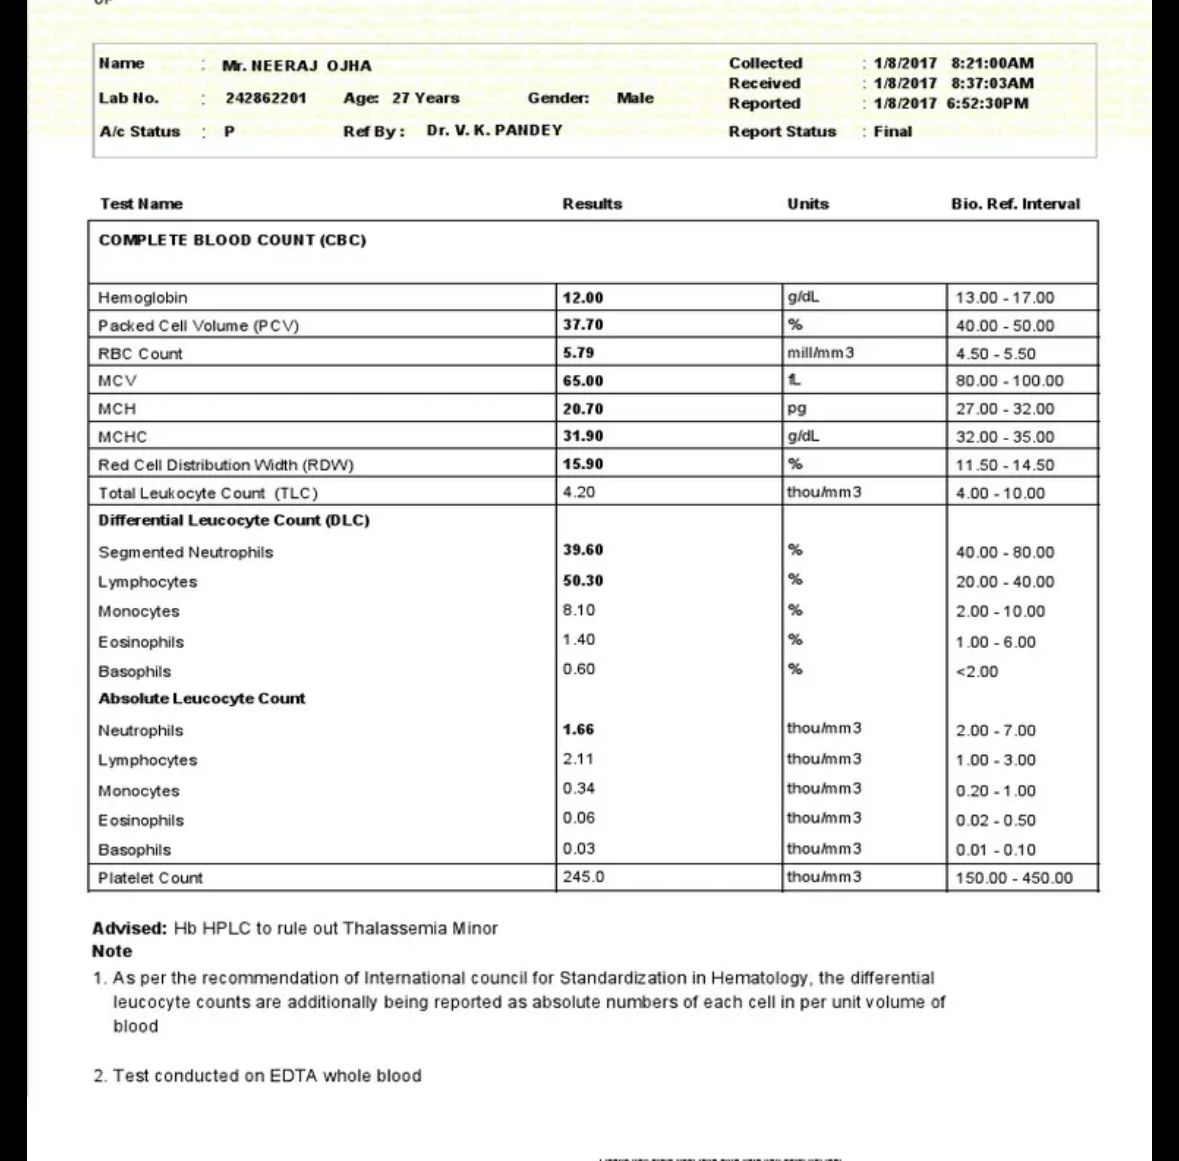 Name : Mr. NEERAJ OJHA Collected : 1/8/2017 8:21:00AM
Received : 1/8/2017 8:37:03AM
Lab No. : 242862201 Age: 27 Years Gender: Male Reported : 1/8/2017 6:52:30PM
A/c Status : P Ref By : Dr. V. K. PANDEY Report Status : Final
Test Name Results Units Bio. Ref. Interval
COMPLETE BLOOD COUNT (CBC)
Hemoglobin 12.00 g/dL 13.00 - 17.00
Packed Cell Volume (PCV) 37.70 % 40.00 - 50.00
RBC Count 5.79 mill/mm3 4.50 - 5.50
MCV 65.00 fL 80.00 - 100.00
MCH 20.70 pg 27.00 - 32.00
MCHC 31.90 g/dL 32.00 - 35.00
Red Cell Distribution Width (RDW) 15.90 % 11.50 - 14.50
Total Leukocyte Count (TLC) 4.20 thou/mm3 4.00 - 10.00
Differential Leucocyte Count (DLC)
Segmented Neutrophils 39.60 % 40.00 - 80.00
Lymphocytes 50.30 % 20.00 - 40.00
Monocytes 8.10 % 2.00 - 10.00
Eosinophils 1.40 % 1.00 - 6.00
Basophils 0.60 % <2.00
Absolute Leucocyte Count
Neutrophils 1.66 thou/mm3 2.00 - 7.00
Lymphocytes 2.11 thou/mm3 1.00 - 3.00
Monocytes 0.34 thou/mm3 0.20 - 1.00
Eosinophils 0.06 thou/mm3 0.02 - 0.50
Basophils 0.03 thou/mm3 0.01 - 0.10
Platelet Count 245.0 thou/mm3 150.00 - 450.00
Advised: Hb HPLC to rule out Thalassemia Minor
Note
1. As per the recommendation of International council for Standardization in Hematology, the differential
leucocyte counts are additionally being reported as absolute numbers of each cell in per unit volume of
blood
2. Test conducted on EDTA whole blood